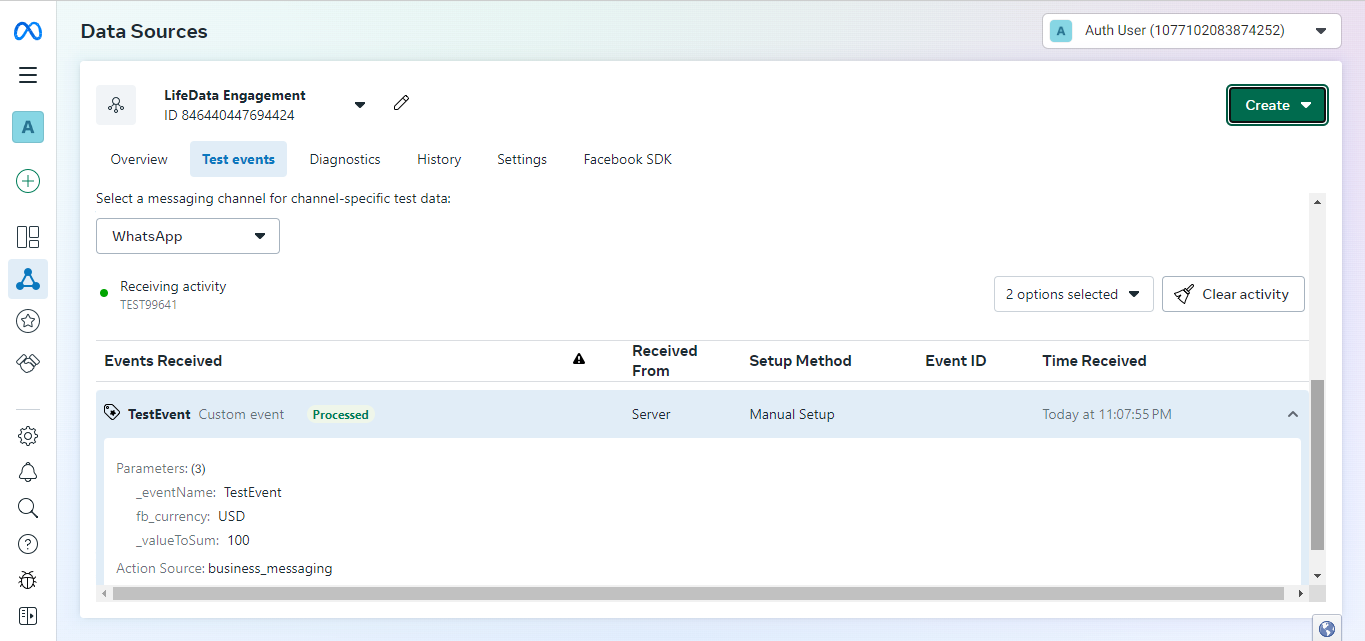 Data Sources
A
Auth User (1077102083874252)
LifeData Engagement
ID 846440447694424
Create
A
Overview
Test events
Diagnostics
History
Settings
Facebook SDK
Select a messaging channel for channel-specific test data:
WhatsApp
Receiving activity
TEST99641
2 options selected
Clear activity
Events Received
Received From
Setup Method
Event ID
Time Received
TestEvent Custom event Processed
Server
Manual Setup
Today at 11:07:55 PM
Parameters: (3)
_eventName: TestEvent
fb_currency: USD
_valueToSum: 100
Action Source: business_messaging